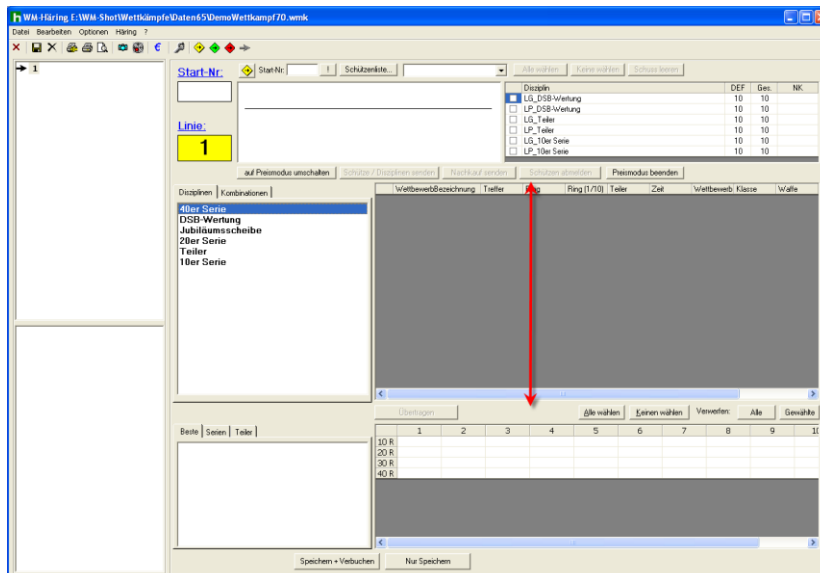 WM-Häring E:\WM-Shot\Wettkämpfe\Daten65\DemoWettkampf70.wmk
Datei Bearbeiten Optionen Häring ?
1
Start-Nr:
Start-Nr: ! Schützenliste... Alle wählen Keine wählen Schuss leeren
Disziplin DEF Ges. NK
LG_DSB-Wertung 10 10
LP_DSB-Wertung 10 10
LG_Teiler 10 10
LP_Teiler 10 10
LG_10er Serie 10 10
LP_10er Serie 10 10
Linie:
1
auf Preismodus umschalten Schütze / Disziplinen senden Nachkauf senden Schützen abmelden Preismodus beenden
Disziplinen Kombinationen
WettbewerbBezeichnung Treffer Ring Ring (1/10) Teiler Zeit Wettbewerb Klasse Waffe
40er Serie
DSB-Wertung
Jubiläumsscheibe
20er Serie
Teiler
10er Serie
Übertragen Alle wählen Keinen wählen Verwerfen: Alle Gewählte
Beste Serien Teiler
1 2 3 4 5 6 7 8 9 10
10 R
20 R
30 R
40 R
Speichern + Verbuchen Nur Speichern